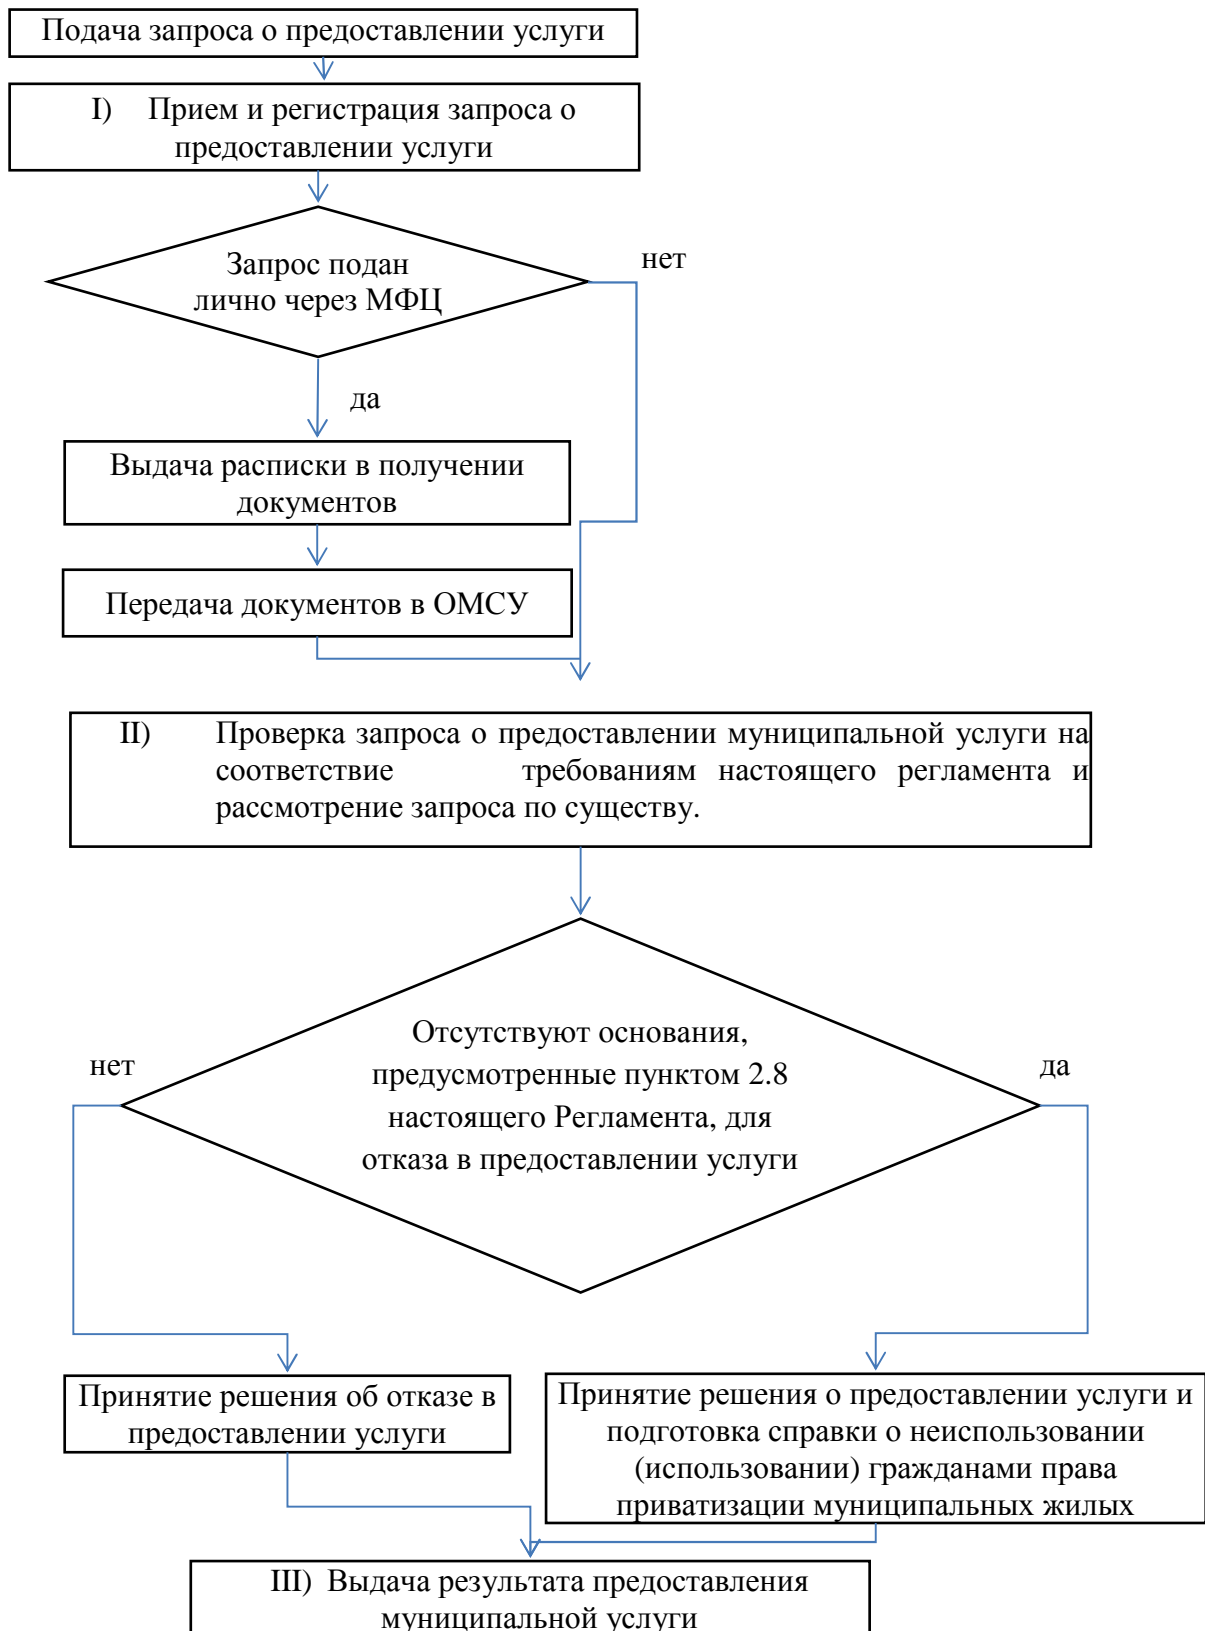 Подача запроса о предоставлении услуги
I) Прием и регистрация запроса о
предоставлении услуги
Запрос подан
лично через МФЦ
нет
да
Выдача расписки в получении
документов
Передача документов в ОМСУ
II) Проверка запроса о предоставлении муниципальной услуги на
соответствие требованиям настоящего регламента и
рассмотрение запроса по существу.
Отсутствуют основания,
предусмотренные пунктом 2.8
настоящего Регламента, для
отказа в предоставлении услуги
нет
да
Принятие решения об отказе в
предоставлении услуги
Принятие решения о предоставлении услуги и
подготовка справки о неиспользовании
(использовании) гражданами права
приватизации муниципальных жилых
III) Выдача результата предоставления
муниципальной услуги